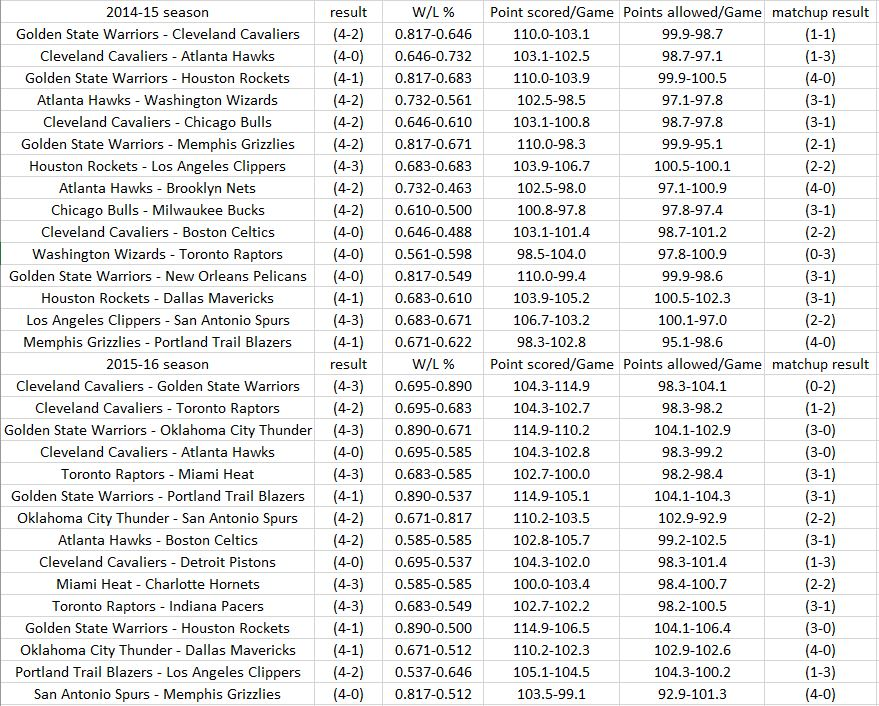 2014-15 season result W/L % Point scored/Game Points allowed/Game matchup result
Golden State Warriors - Cleveland Cavaliers (4-2) 0.817-0.646 110.0-103.1 99.9-98.7 (1-1)
Cleveland Cavaliers - Atlanta Hawks (4-0) 0.646-0.732 103.1-102.5 98.7-97.1 (1-3)
Golden State Warriors - Houston Rockets (4-1) 0.817-0.683 110.0-103.9 99.9-100.5 (4-0)
Atlanta Hawks - Washington Wizards (4-2) 0.732-0.561 102.5-98.5 97.1-97.8 (3-1)
Cleveland Cavaliers - Chicago Bulls (4-2) 0.646-0.610 103.1-100.8 98.7-97.8 (3-1)
Golden State Warriors - Memphis Grizzlies (4-2) 0.817-0.671 110.0-98.3 99.9-95.1 (2-1)
Houston Rockets - Los Angeles Clippers (4-3) 0.683-0.683 103.9-106.7 100.5-100.1 (2-2)
Atlanta Hawks - Brooklyn Nets (4-2) 0.732-0.463 102.5-98.0 97.1-100.9 (4-0)
Chicago Bulls - Milwaukee Bucks (4-2) 0.610-0.500 100.8-97.8 97.8-97.4 (3-1)
Cleveland Cavaliers - Boston Celtics (4-0) 0.646-0.488 103.1-101.4 98.7-101.2 (2-2)
Washington Wizards - Toronto Raptors (4-0) 0.561-0.598 98.5-104.0 97.8-100.9 (0-3)
Golden State Warriors - New Orleans Pelicans (4-0) 0.817-0.549 110.0-99.4 99.9-98.6 (3-1)
Houston Rockets - Dallas Mavericks (4-1) 0.683-0.610 103.9-105.2 100.5-102.3 (3-1)
Los Angeles Clippers - San Antonio Spurs (4-3) 0.683-0.671 106.7-103.2 100.1-97.0 (2-2)
Memphis Grizzlies - Portland Trail Blazers (4-1) 0.671-0.622 98.3-102.8 95.1-98.6 (4-0)
2015-16 season result W/L % Point scored/Game Points allowed/Game matchup result
Cleveland Cavaliers - Golden State Warriors (4-3) 0.695-0.890 104.3-114.9 98.3-104.1 (0-2)
Cleveland Cavaliers - Toronto Raptors (4-2) 0.695-0.683 104.3-102.7 98.3-98.2 (1-2)
Golden State Warriors - Oklahoma City Thunder (4-3) 0.890-0.671 114.9-110.2 104.1-102.9 (3-0)
Cleveland Cavaliers - Atlanta Hawks (4-0) 0.695-0.585 104.3-102.8 98.3-99.2 (3-0)
Toronto Raptors - Miami Heat (4-3) 0.683-0.585 102.7-100.0 98.2-98.4 (3-1)
Golden State Warriors - Portland Trail Blazers (4-1) 0.890-0.537 114.9-105.1 104.1-104.3 (3-1)
Oklahoma City Thunder - San Antonio Spurs (4-2) 0.671-0.817 110.2-103.5 102.9-92.9 (2-2)
Atlanta Hawks - Boston Celtics (4-2) 0.585-0.585 102.8-105.7 99.2-102.5 (3-1)
Cleveland Cavaliers - Detroit Pistons (4-0) 0.695-0.537 104.3-102.0 98.3-101.4 (1-3)
Miami Heat - Charlotte Hornets (4-3) 0.585-0.585 100.0-103.4 98.4-100.7 (2-2)
Toronto Raptors - Indiana Pacers (4-3) 0.683-0.549 102.7-102.2 98.2-100.5 (3-1)
Golden State Warriors - Houston Rockets (4-1) 0.890-0.500 114.9-106.5 104.1-106.4 (3-0)
Oklahoma City Thunder - Dallas Mavericks (4-1) 0.671-0.512 110.2-102.3 102.9-102.6 (4-0)
Portland Trail Blazers - Los Angeles Clippers (4-2) 0.537-0.646 105.1-104.5 104.3-100.2 (1-3)
San Antonio Spurs - Memphis Grizzlies (4-0) 0.817-0.512 103.5-99.1 92.9-101.3 (4-0)